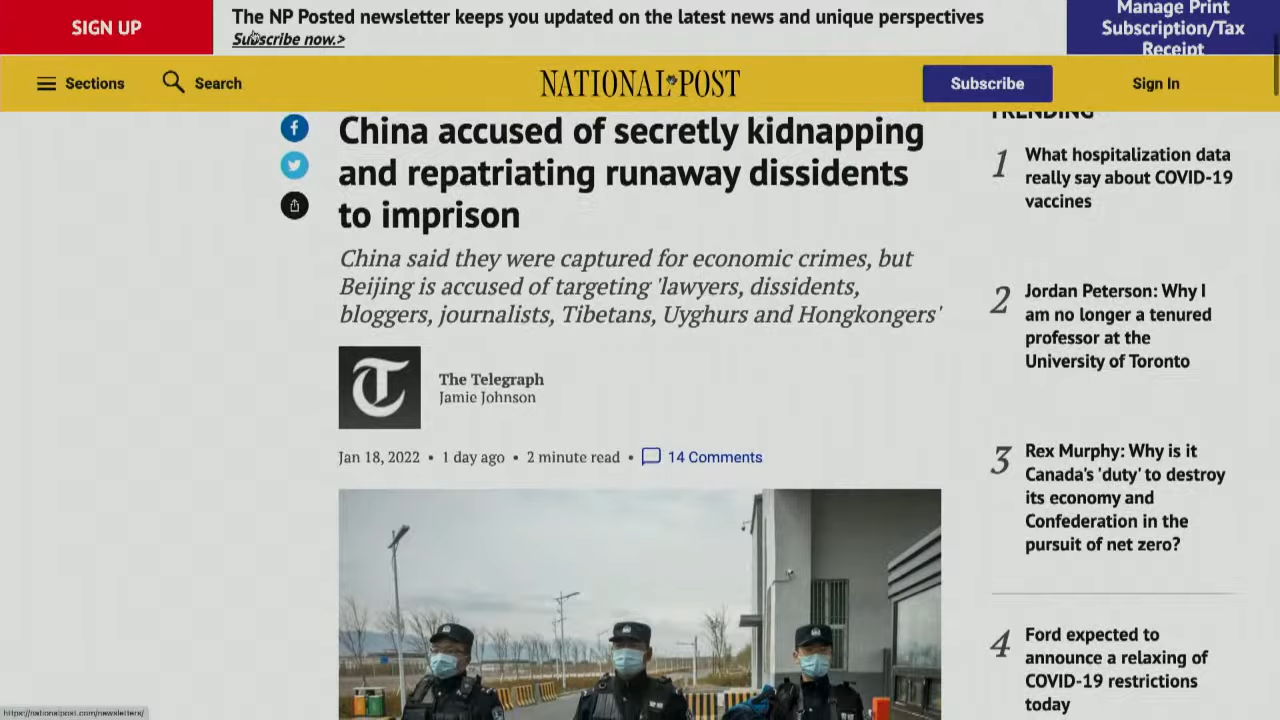 SIGN UP
The NP Posted newsletter keeps you updated on the latest news and unique perspectives
Subscribe now.>
Manage Print
Subscription/Tax
Receipt
Sections
Search
NATIONAL POST
Subscribe
Sign In
China accused of secretly kidnapping
and repatriating runaway dissidents
to imprison
China said they were captured for economic crimes, but
Beijing is accused of targeting 'lawyers, dissidents,
bloggers, journalists, Tibetans, Uyghurs and Hongkongers'
The Telegraph
Jamie Johnson
Jan 18, 2022 • 1 day ago • 2 minute read • 14 Comments
TRENDING
1 What hospitalization data
really say about COVID-19
vaccines
2 Jordan Peterson: Why I
am no longer a tenured
professor at the
University of Toronto
3 Rex Murphy: Why is it
Canada's 'duty' to destroy
its economy and
Confederation in the
pursuit of net zero?
4 Ford expected to
announce a relaxing of
COVID-19 restrictions
today
https://nationalpost.com/newsletters/